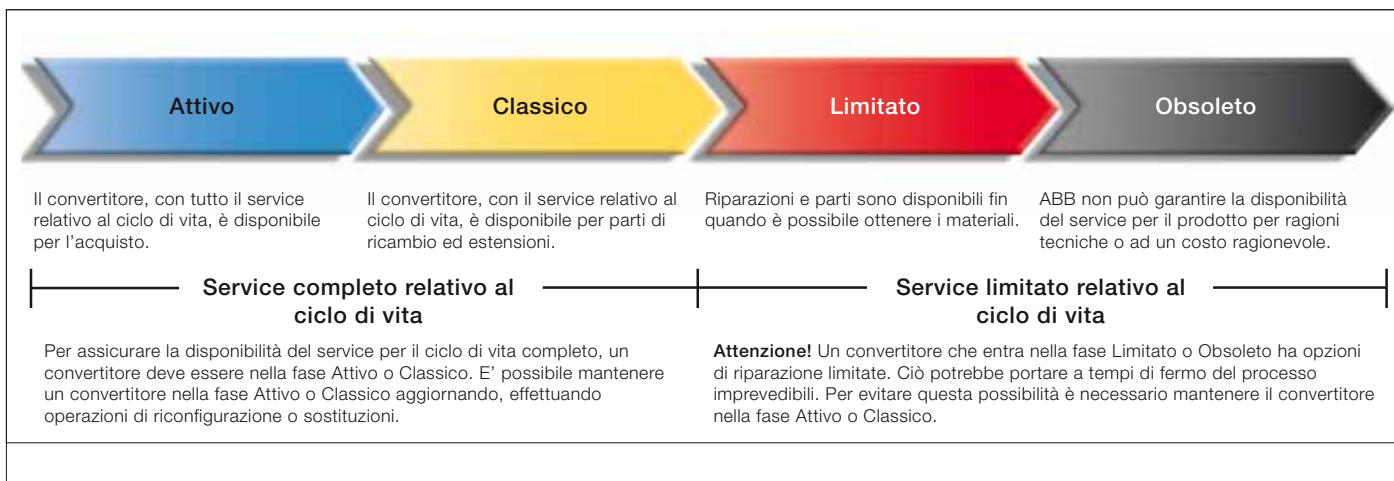 Attivo
Classico
Limitato
Obsoleto
Il convertitore, con tutto il service
relativo al ciclo di vita, è disponibile
per l'acquisto.
Il convertitore, con il service relativo al
ciclo di vita, è disponibile per parti di
ricambio ed estensioni.
Riparazioni e parti sono disponibili fin
quando è possibile ottenere i materiali.
ABB non può garantire la disponibilità
del service per il prodotto per ragioni
tecniche o ad un costo ragionevole.
Service completo relativo al
ciclo di vita
Per assicurare la disponibilità del service per il ciclo di vita completo, un
convertitore deve essere nella fase Attivo o Classico. E' possibile mantenere
un convertitore nella fase Attivo o Classico aggiornando, effettuando
operazioni di riconfigurazione o sostituzioni.
Service limitato relativo al
ciclo di vita
Attenzione! Un convertitore che entra nella fase Limitato o Obsoleto ha opzioni
di riparazione limitate. Ciò potrebbe portare a tempi di fermo del processo
imprevedibili. Per evitare questa possibilità è necessario mantenere il convertitore
nella fase Attivo o Classico.